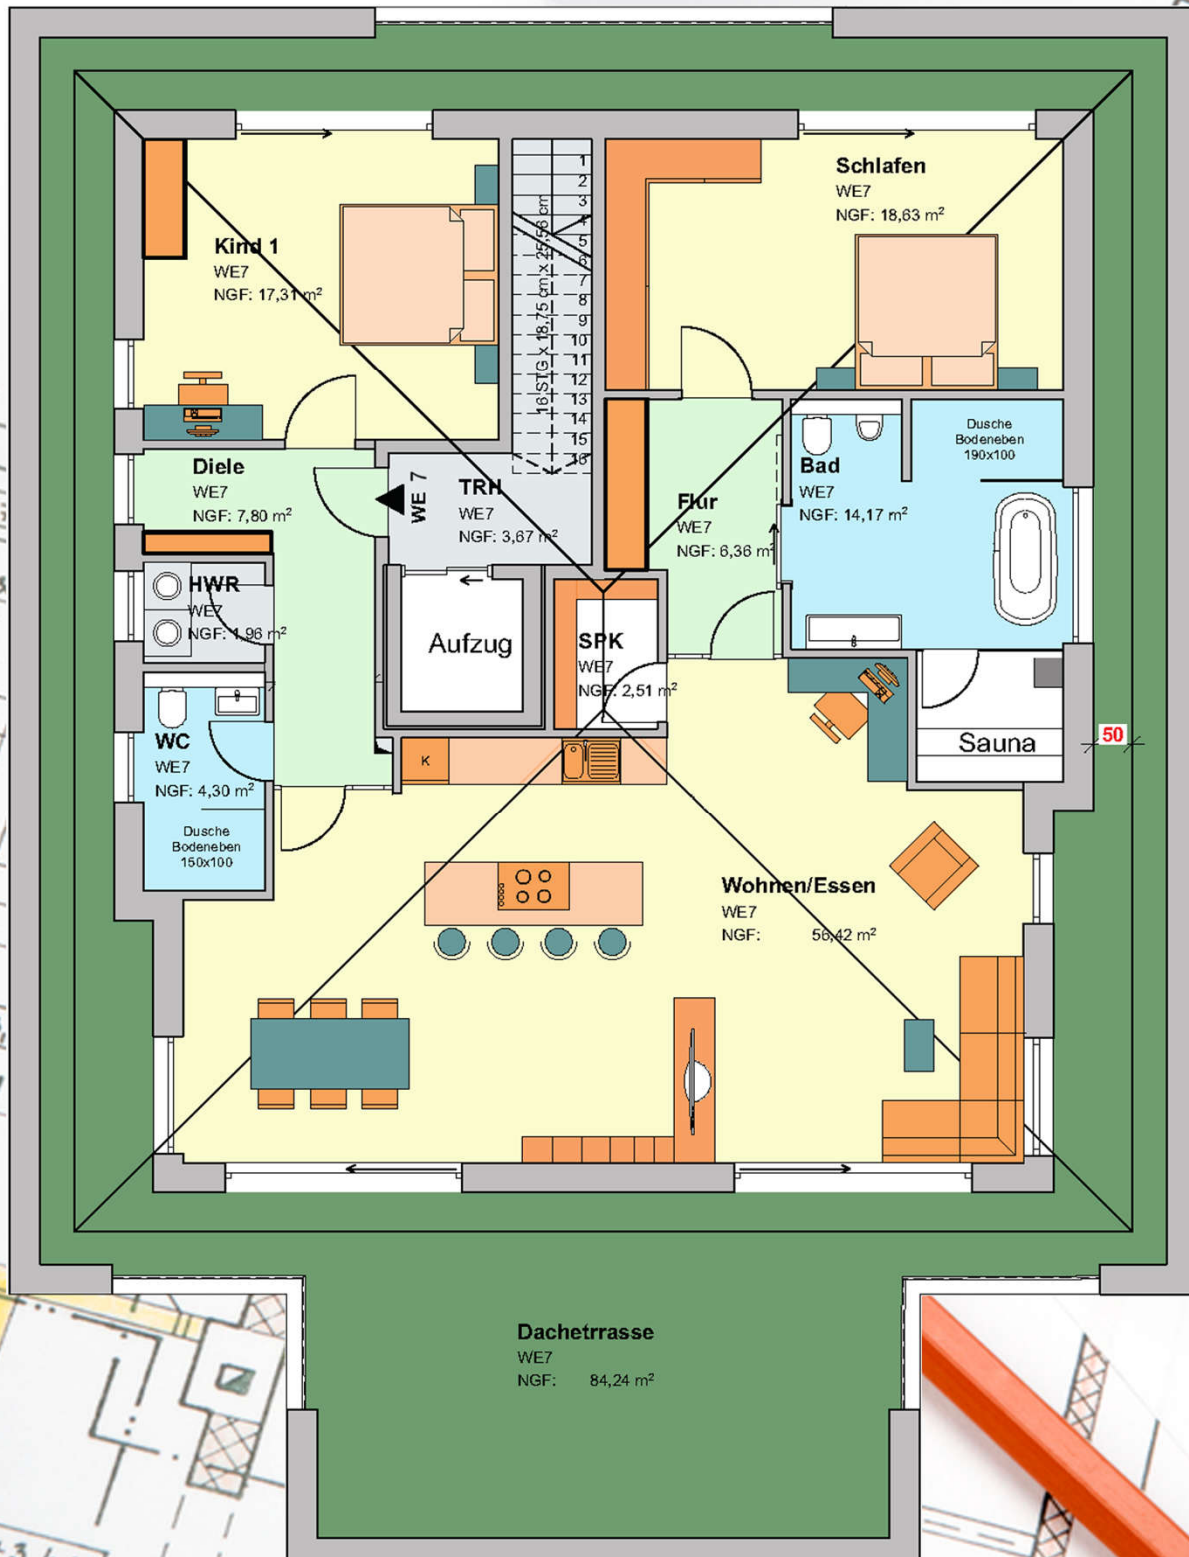 Schlafen
WE7
NGF: 18,63 m²
1
2
3
4
5
6
7
8
9
10
11
12
13
14
15
16
16 STG x 18,75 cm x 25,56 cm
Kind 1
WE7
NGF: 17,31 m²
Dusche
Bodeneben
190x100
Diele
WE7
NGF: 7,80 m²
WE 7
TRH
WE7
NGF: 3,67 m²
Flur
WE7
NGF: 6,36 m²
Bad
WE7
NGF: 14,17 m²
HWR
WE7
NGF: 1,96 m²
Aufzug
SPK
WE7
NGF: 2,51 m²
WC
WE7
NGF: 4,30 m²
Dusche
Bodeneben
150x100
K
Sauna
50
Wohnen/Essen
WE7
NGF: 56,42 m²
Dachetrrasse
WE7
NGF: 84,24 m²